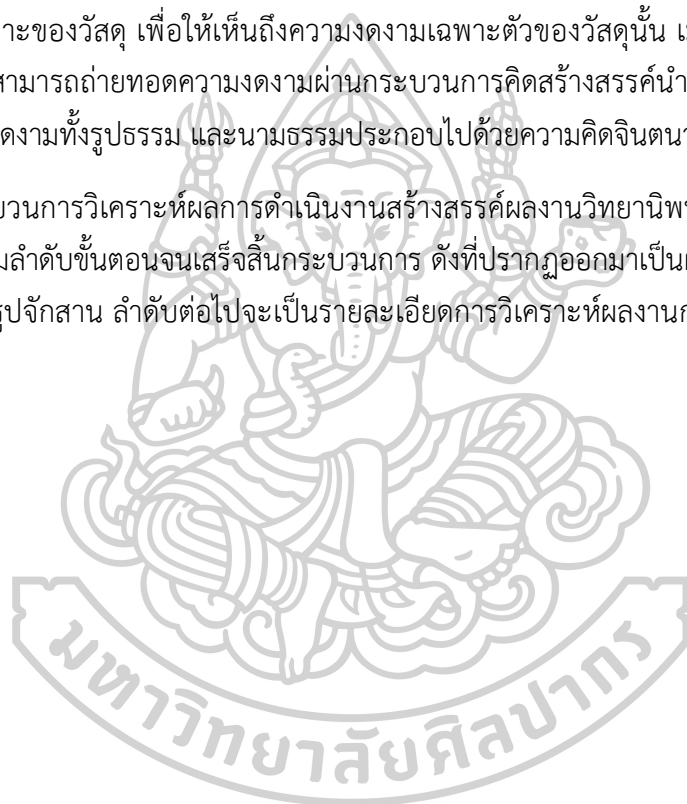 าะของวัสดุ เพื่อให้เห็นถึงความงดงามเฉพาะตัวของวัสดุนั้น
สามารถถ่ายทอดความงดงามผ่านกระบวนการคิดสร้างสรรค์นำ
ดงามทั้งรูปธรรม และนามธรรมประกอบไปด้วยความคิดจินตนา
บวนการวิเคราะห์ผลการดำเนินงานสร้างสรรค์ผลงานวิทยานิพ
มลำดับขั้นตอนจนเสร็จสิ้นกระบวนการ ดังที่ปรากฏออกมาเป็น
รูปจักสาน ลำดับต่อไปจะเป็นรายละเอียดการวิเคราะห์ผลงาน
มหาวิทยาลัยศิลปากร